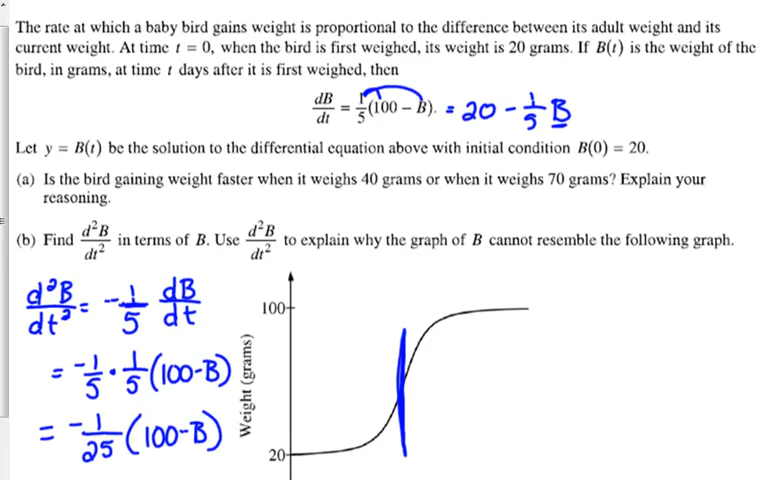 The rate at which a baby bird gains weight is proportional to the difference between its adult weight and its
current weight. At time t = 0, when the bird is first weighed, its weight is 20 grams. If B(t) is the weight of the
bird, in grams, at time t days after it is first weighed, then
dB/dt = 1/5(100 − B). = 20 - 1/5 B
Let y = B(t) be the solution to the differential equation above with initial condition B(0) = 20.
(a) Is the bird gaining weight faster when it weighs 40 grams or when it weighs 70 grams? Explain your
reasoning.
(b) Find d²B/dt² in terms of B. Use d²B/dt² to explain why the graph of B cannot resemble the following graph.
d²B/dt² = -1/5 dB/dt
= -1/5 · 1/5 (100-B)
= -1/25 (100-B)
100
Weight (grams)
20